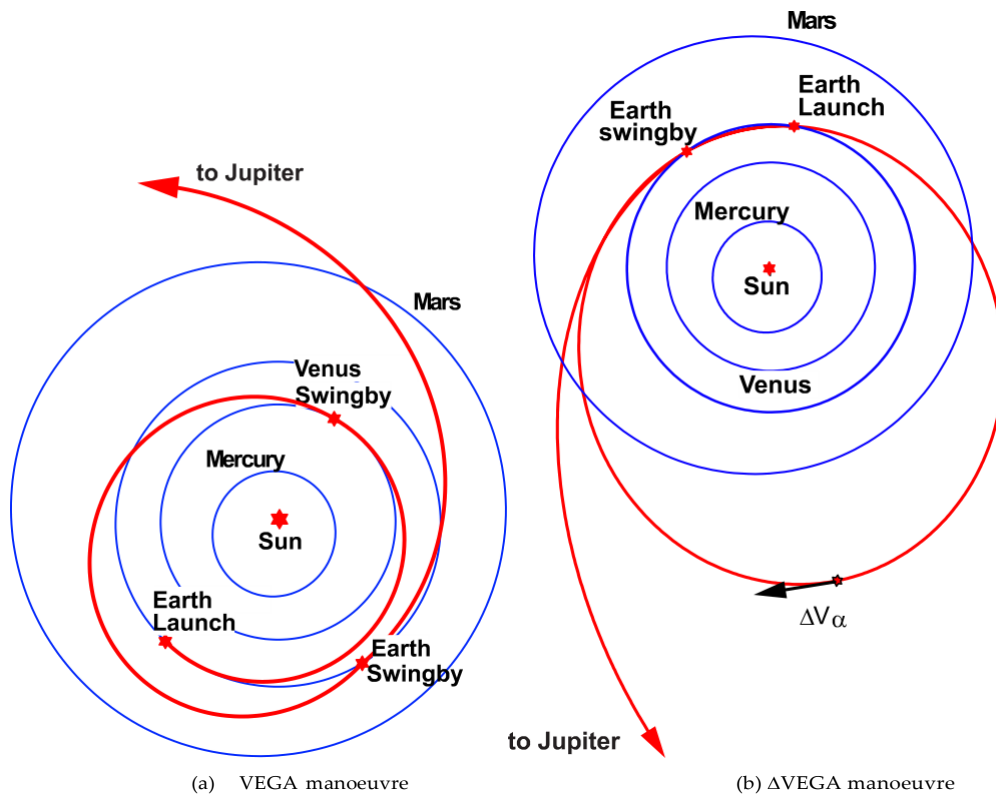 to Jupiter
Mars
Venus
Swingby
Mercury
Sun
Earth
Launch
Earth
Swingby
(a) VEGA manoeuvre
Mars
Earth
Launch
Earth
swingby
Mercury
Sun
Venus
ΔVα
to Jupiter
(b) ΔVEGA manoeuvre